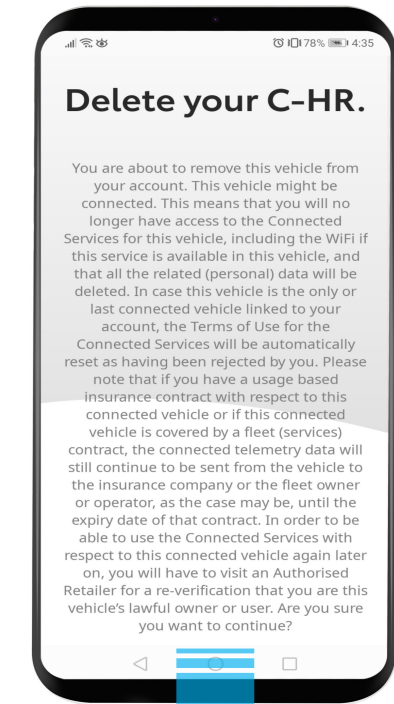 78% 4:35
Delete your C-HR.
You are about to remove this vehicle from
your account. This vehicle might be
connected. This means that you will no
longer have access to the Connected
Services for this vehicle, including the WiFi if
this service is available in this vehicle, and
that all the related (personal) data will be
deleted. In case this vehicle is the only or
last connected vehicle linked to your
account, the Terms of Use for the
Connected Services will be automatically
reset as having been rejected by you. Please
note that if you have a usage based
insurance contract with respect to this
connected vehicle or if this connected
vehicle is covered by a fleet (services)
contract, the connected telemetry data will
still continue to be sent from the vehicle to
the insurance company or the fleet owner
or operator, as the case may be, until the
expiry date of that contract. In order to be
able to use the Connected Services with
respect to this connected vehicle again later
on, you will have to visit an Authorised
Retailer for a re-verification that you are this
vehicle’s lawful owner or user. Are you sure
you want to continue?